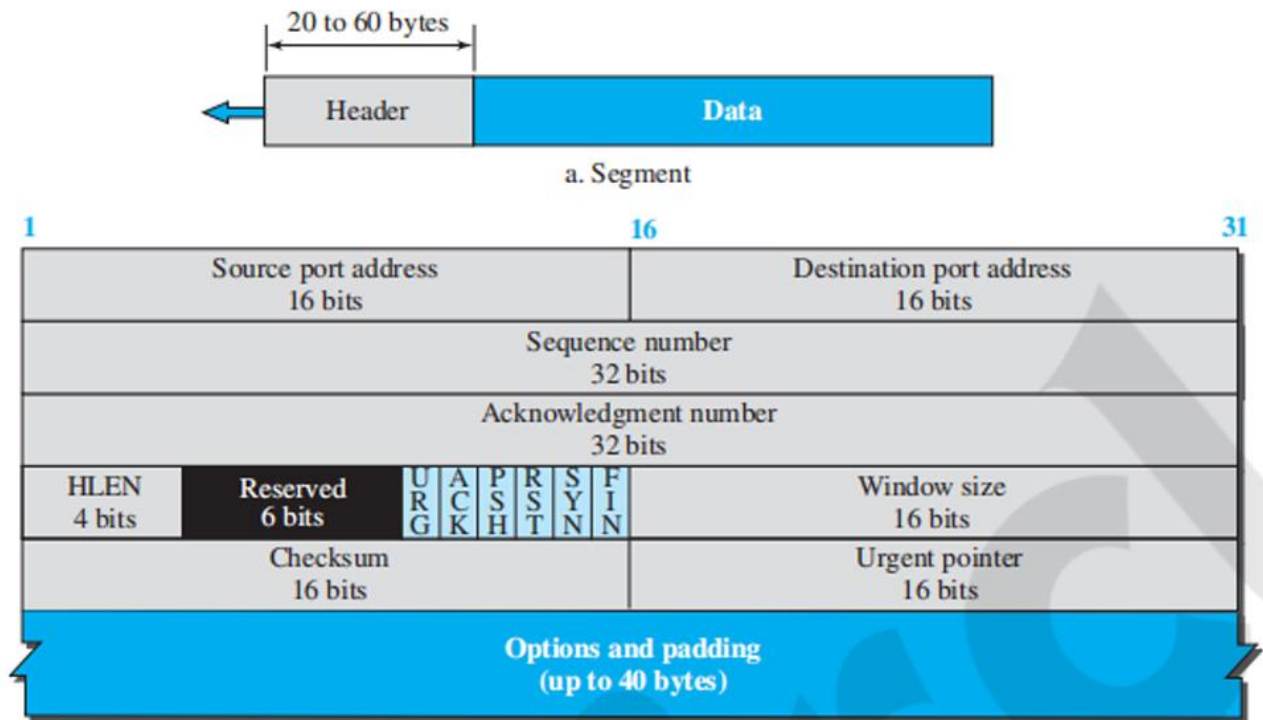 20 to 60 bytes
Header
Data
a. Segment
1
16
31
Source port address
16 bits
Destination port address
16 bits
Sequence number
32 bits
Acknowledgment number
32 bits
HLEN
4 bits
Reserved
6 bits
URG
ACK
PSH
RST
SYN
FIN
Window size
16 bits
Checksum
16 bits
Urgent pointer
16 bits
Options and padding
(up to 40 bytes)